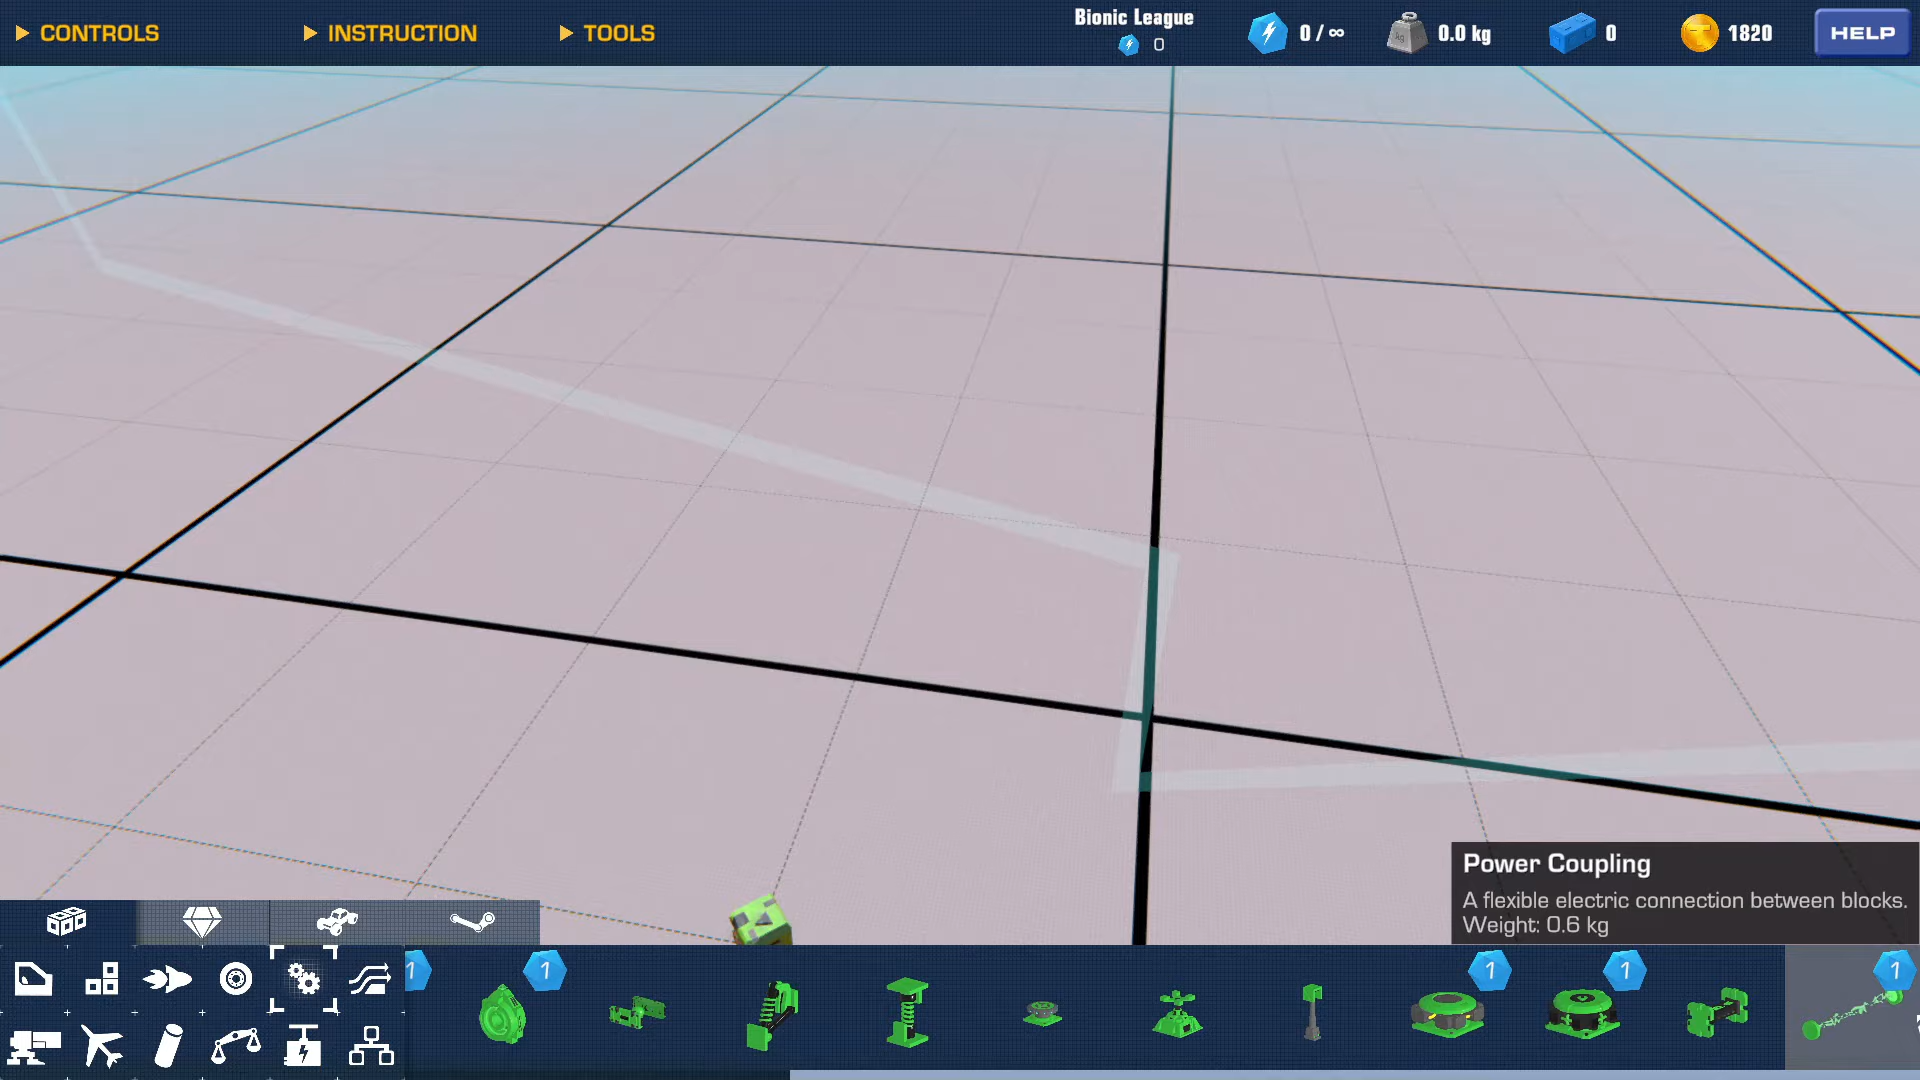 CONTROLS
INSTRUCTION
TOOLS
Bionic League
0
0 / ∞
0.0 kg
0
1820
HELP
Power Coupling
A flexible electric connection between blocks.
Weight: 0.6 kg
1
1
1
1
1